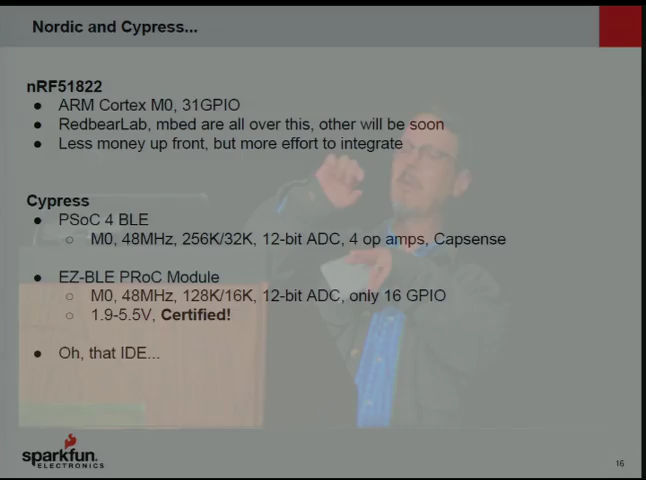 Nordic and Cypress...
nRF51822
● ARM Cortex M0, 31GPIO
● RedbearLab, mbed are all over this, other will be soon
● Less money up front, but more effort to integrate
Cypress
● PSoC 4 BLE
○ M0, 48MHz, 256K/32K, 12-bit ADC, 4 op amps, Capsense
● EZ-BLE PRoC Module
○ M0, 48MHz, 128K/16K, 12-bit ADC, only 16 GPIO
○ 1.9-5.5V, Certified!
● Oh, that IDE...
sparkfun
ELECTRONICS
16